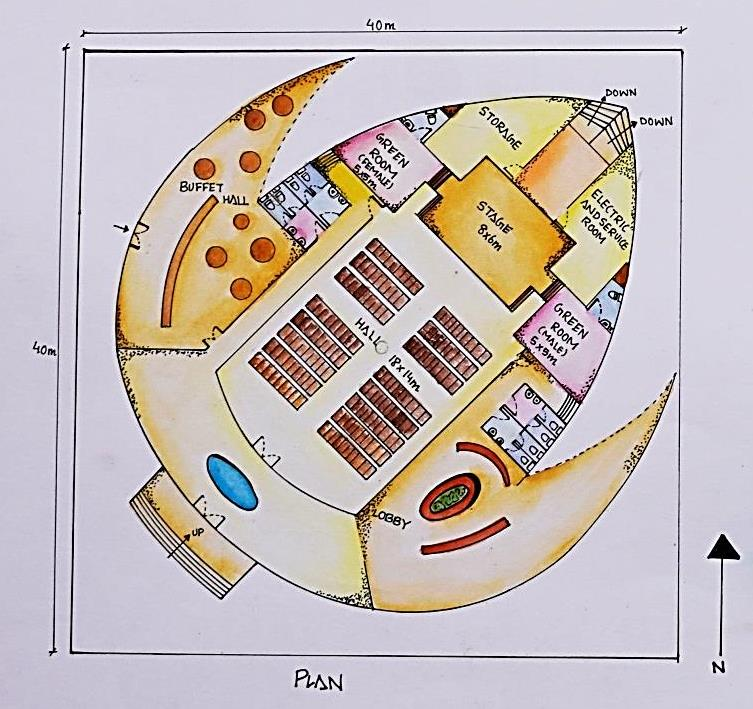 40m
40m
DOWN
DOWN
STORAGE
GREEN
ROOM
(FEMALE)
5x5m
BUFFET
HALL
STAGE
8x6m
ELECTRIC
AND SERVICE
ROOM
GREEN
ROOM
(MALE)
5x5m
HALL
18x14m
LOBBY
UP
N
PLAN